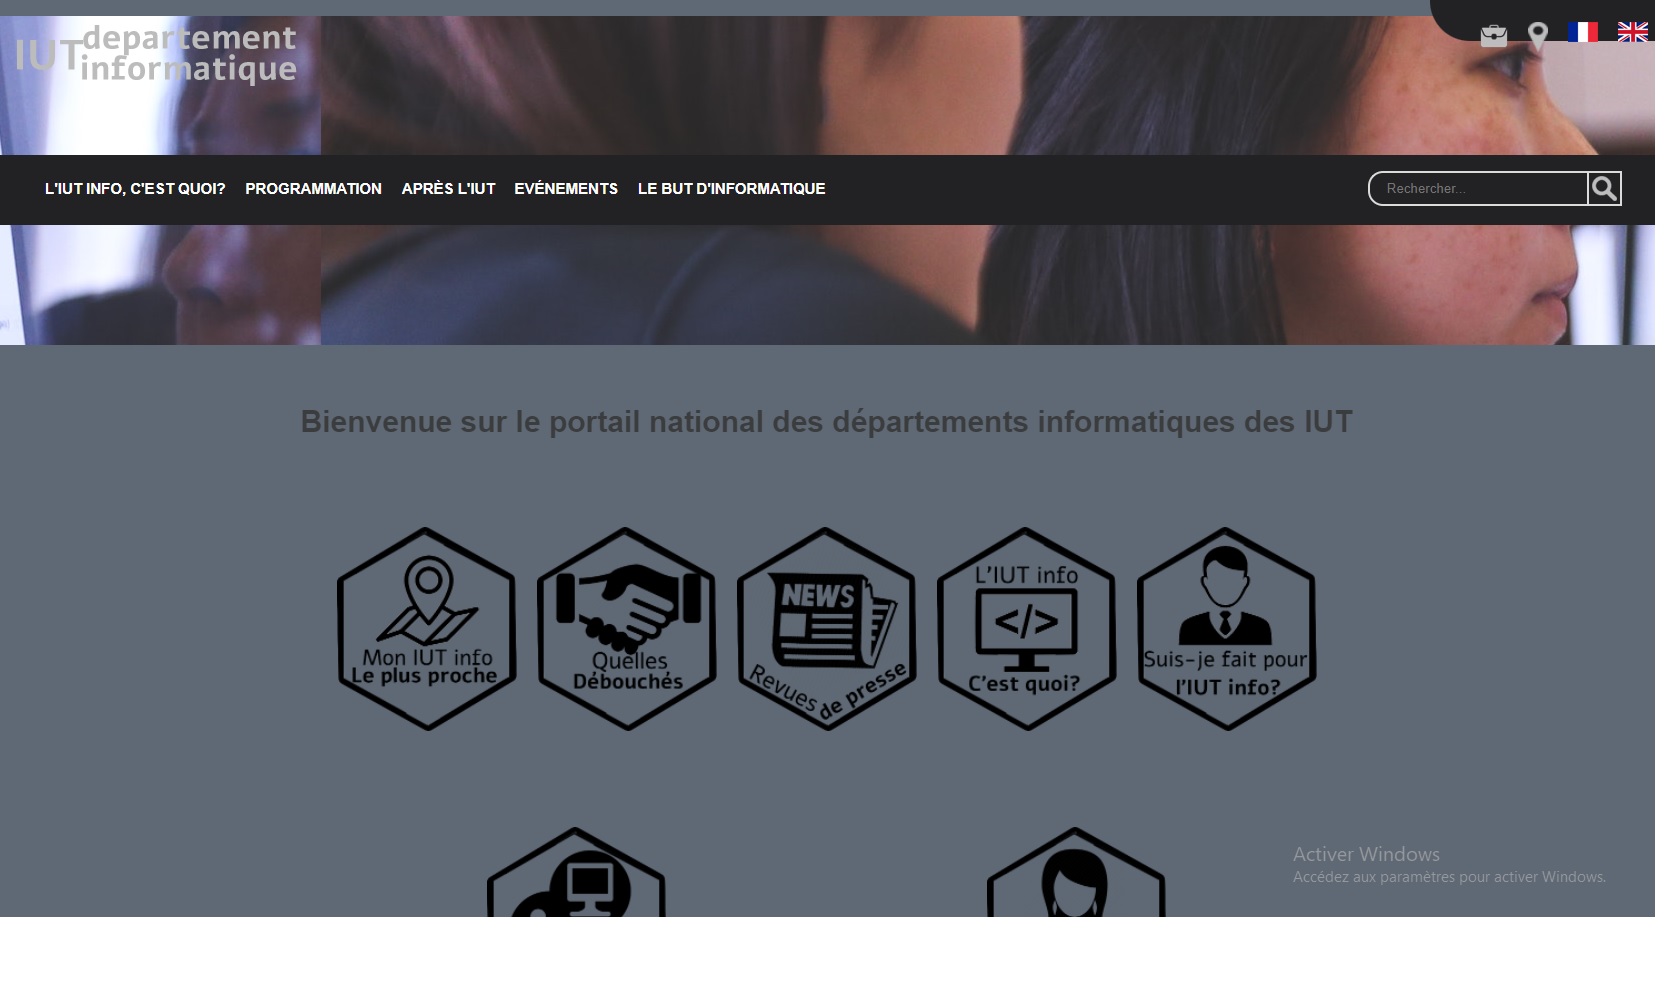 IUT departement
informatique
L'IUT INFO, C'EST QUOI? PROGRAMMATION APRÈS L'IUT EVÉNEMENTS LE BUT D'INFORMATIQUE
Rechercher...
Bienvenue sur le portail national des départements informatiques des IUT
Mon IUT info
Le plus proche
Quelles
Débouchés
NEWS
Revues de presse
L'IUT info
</>
C'est quoi?
Suis-je fait pour
l'IUT info?
Activer Windows
Accédez aux paramètres pour activer Windows.